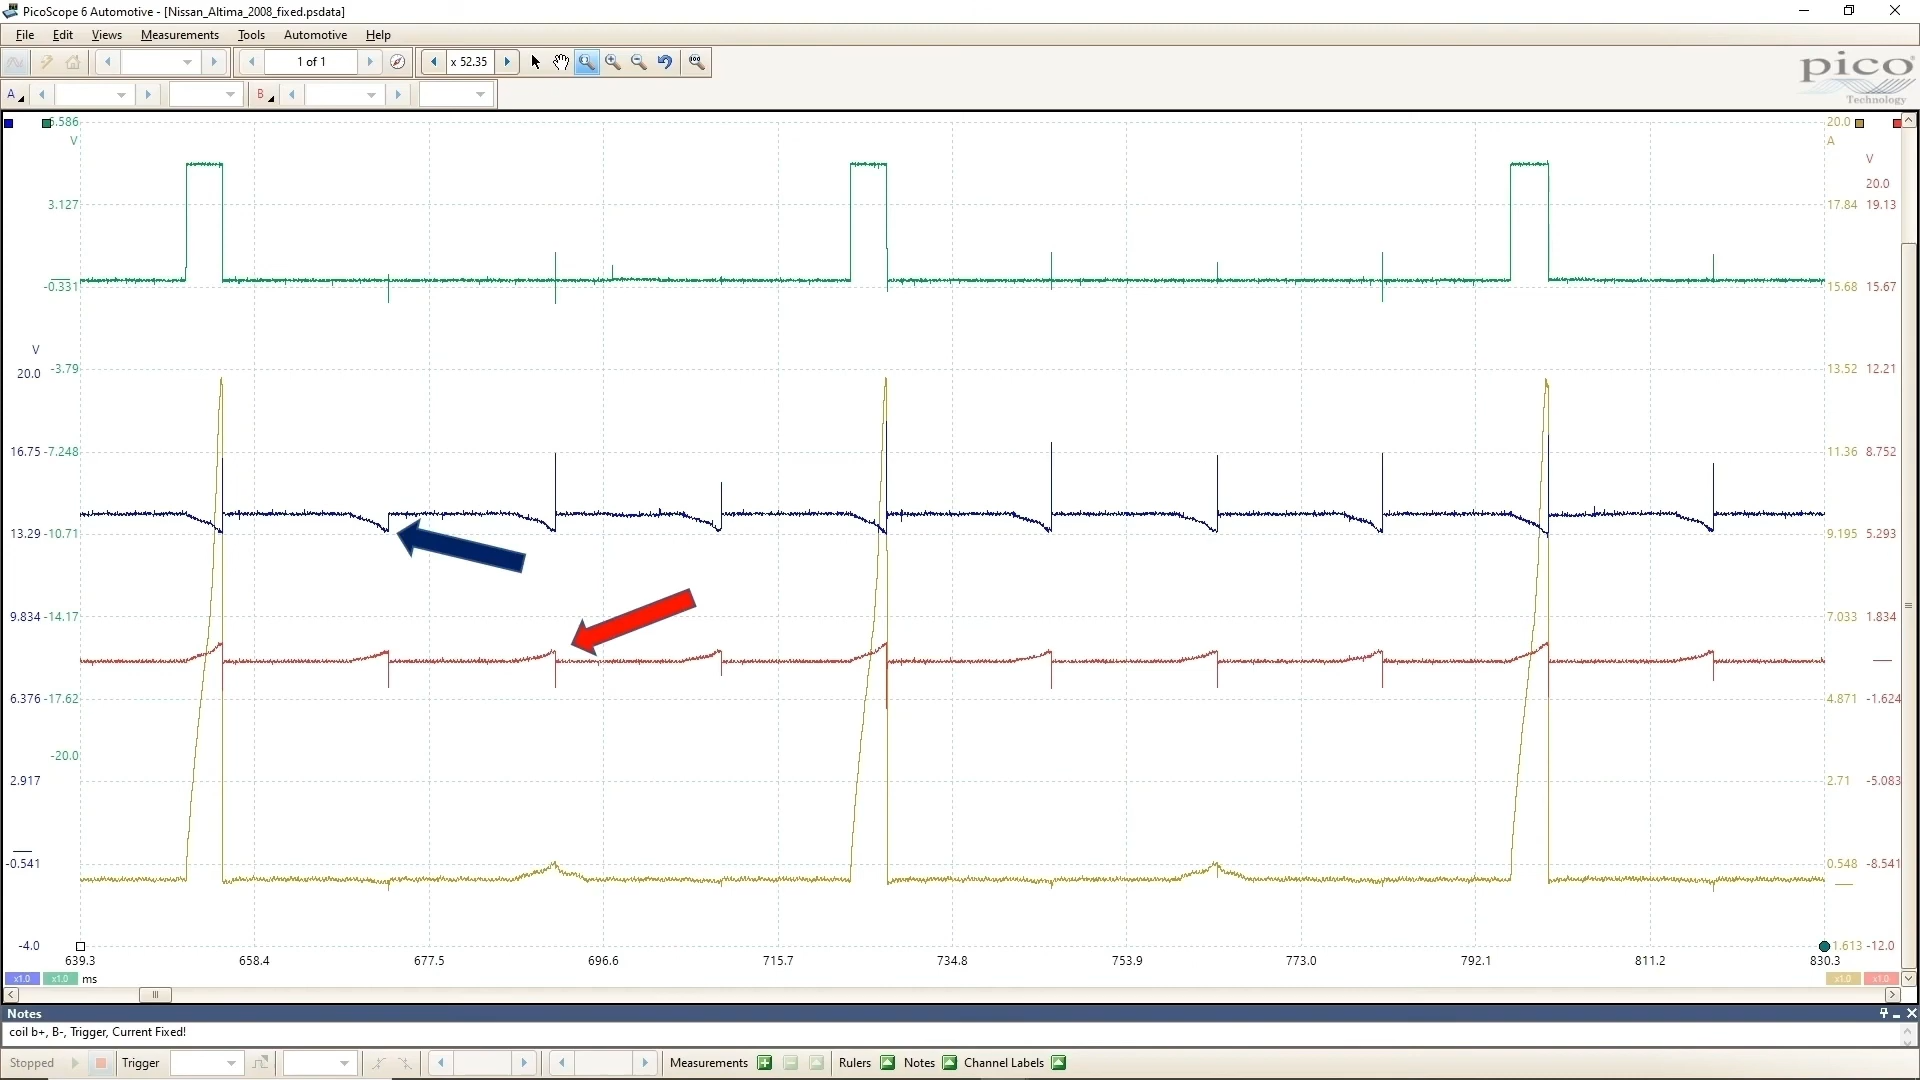 PicoScope 6 Automotive - [Nissan_Altima_2008_fixed.psdata]
File Edit Views Measurements Tools Automotive Help
1 of 1 x 52.35
pico
Technology
A B
6.586 20.0
V A
V
20.0
3.127 17.84 19.13
-0.331 15.68 15.67
V
20.0 -3.79 13.52 12.21
16.75 -7.248 11.36 8.752
13.29 -10.71 9.195 5.293
9.834 -14.17 7.033 1.834
6.376 -17.62 4.871 -1.624
-20.0
2.917 2.71 -5.083
-0.541 0.548 -8.541
-4.0 1.613 -12.0
639.3 658.4 677.5 696.6 715.7 734.8 753.9 773.0 792.1 811.2 830.3
x1.0 x1.0 ms x1.0 x1.0
Notes
coil b+, B-, Trigger, Current Fixed!
Stopped Trigger Measurements Rulers Notes Channel Labels